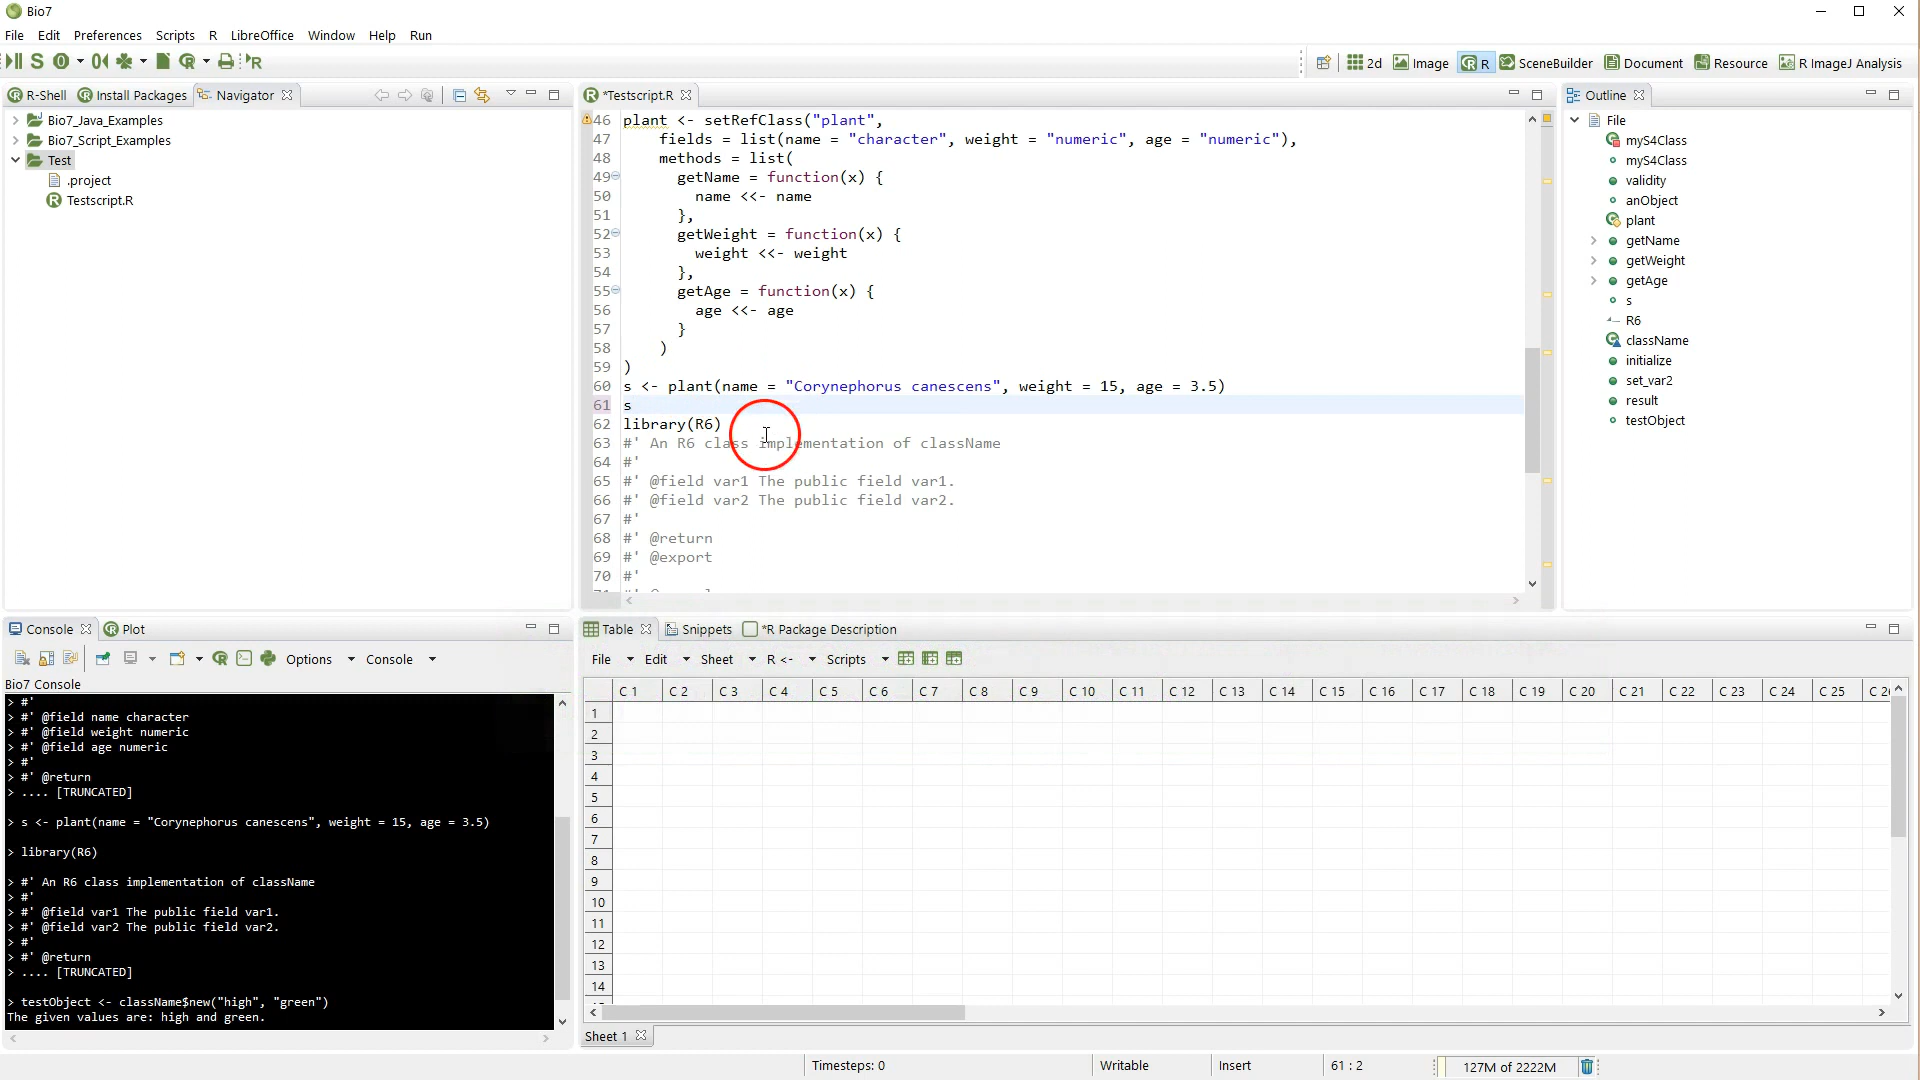 Bio7
File Edit Preferences Scripts R LibreOffice Window Help Run
2d Image R SceneBuilder Document Resource R ImageJ Analysis
R-Shell Install Packages Navigator
Bio7_Java_Examples
Bio7_Script_Examples
Test
.project
Testscript.R
*Testscript.R
46 plant <- setRefClass("plant",
47 fields = list(name = "character", weight = "numeric", age = "numeric"),
48 methods = list(
49 getName = function(x) {
50 name <<- name
51 },
52 getWeight = function(x) {
53 weight <<- weight
54 },
55 getAge = function(x) {
56 age <<- age
57 }
58 )
59 )
60 s <- plant(name = "Corynephorus canescens", weight = 15, age = 3.5)
61 s
62 library(R6)
63 #' An R6 class implementation of className
64 #'
65 #' @field var1 The public field var1.
66 #' @field var2 The public field var2.
67 #'
68 #' @return
69 #' @export
70 #'
Outline
File
myS4Class
myS4Class
validity
anObject
plant
getName
getWeight
getAge
s
R6
className
initialize
set_var2
result
testObject
Console Plot
Options Console
Bio7 Console
> #'
> #' @field name character
> #' @field weight numeric
> #' @field age numeric
> #'
> #' @return
> .... [TRUNCATED]
> s <- plant(name = "Corynephorus canescens", weight = 15, age = 3.5)
> library(R6)
> #' An R6 class implementation of className
> #'
> #' @field var1 The public field var1.
> #' @field var2 The public field var2.
> #'
> #' @return
> .... [TRUNCATED]
> testObject <- className$new("high", "green")
The given values are: high and green.
Table Snippets *R Package Description
File Edit Sheet R <- Scripts
C 1 C 2 C 3 C 4 C 5 C 6 C 7 C 8 C 9 C 10 C 11 C 12 C 13 C 14 C 15 C 16 C 17 C 18 C 19 C 20 C 21 C 22 C 23 C 24 C 25
1
2
3
4
5
6
7
8
9
10
11
12
13
14
Sheet 1
Timesteps: 0 Writable Insert 61 : 2 127M of 2222M